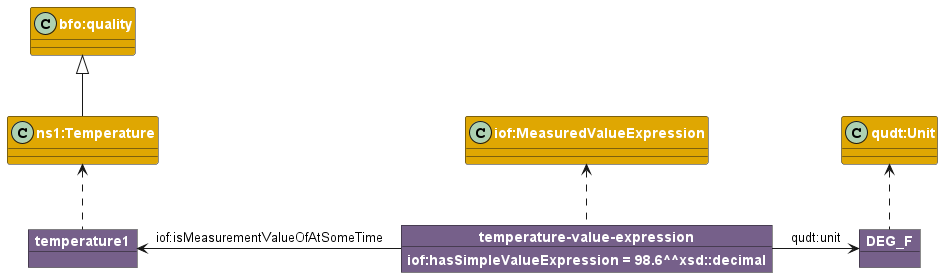 C bfo:quality
C ns1:Temperature
C iof:MeasuredValueExpression
C qudt:Unit
temperature1
iof:isMeasurementValueOfAtSomeTime
temperature-value-expression
iof:hasSimpleValueExpression = 98.6^^xsd::decimal
qudt:unit
DEG_F